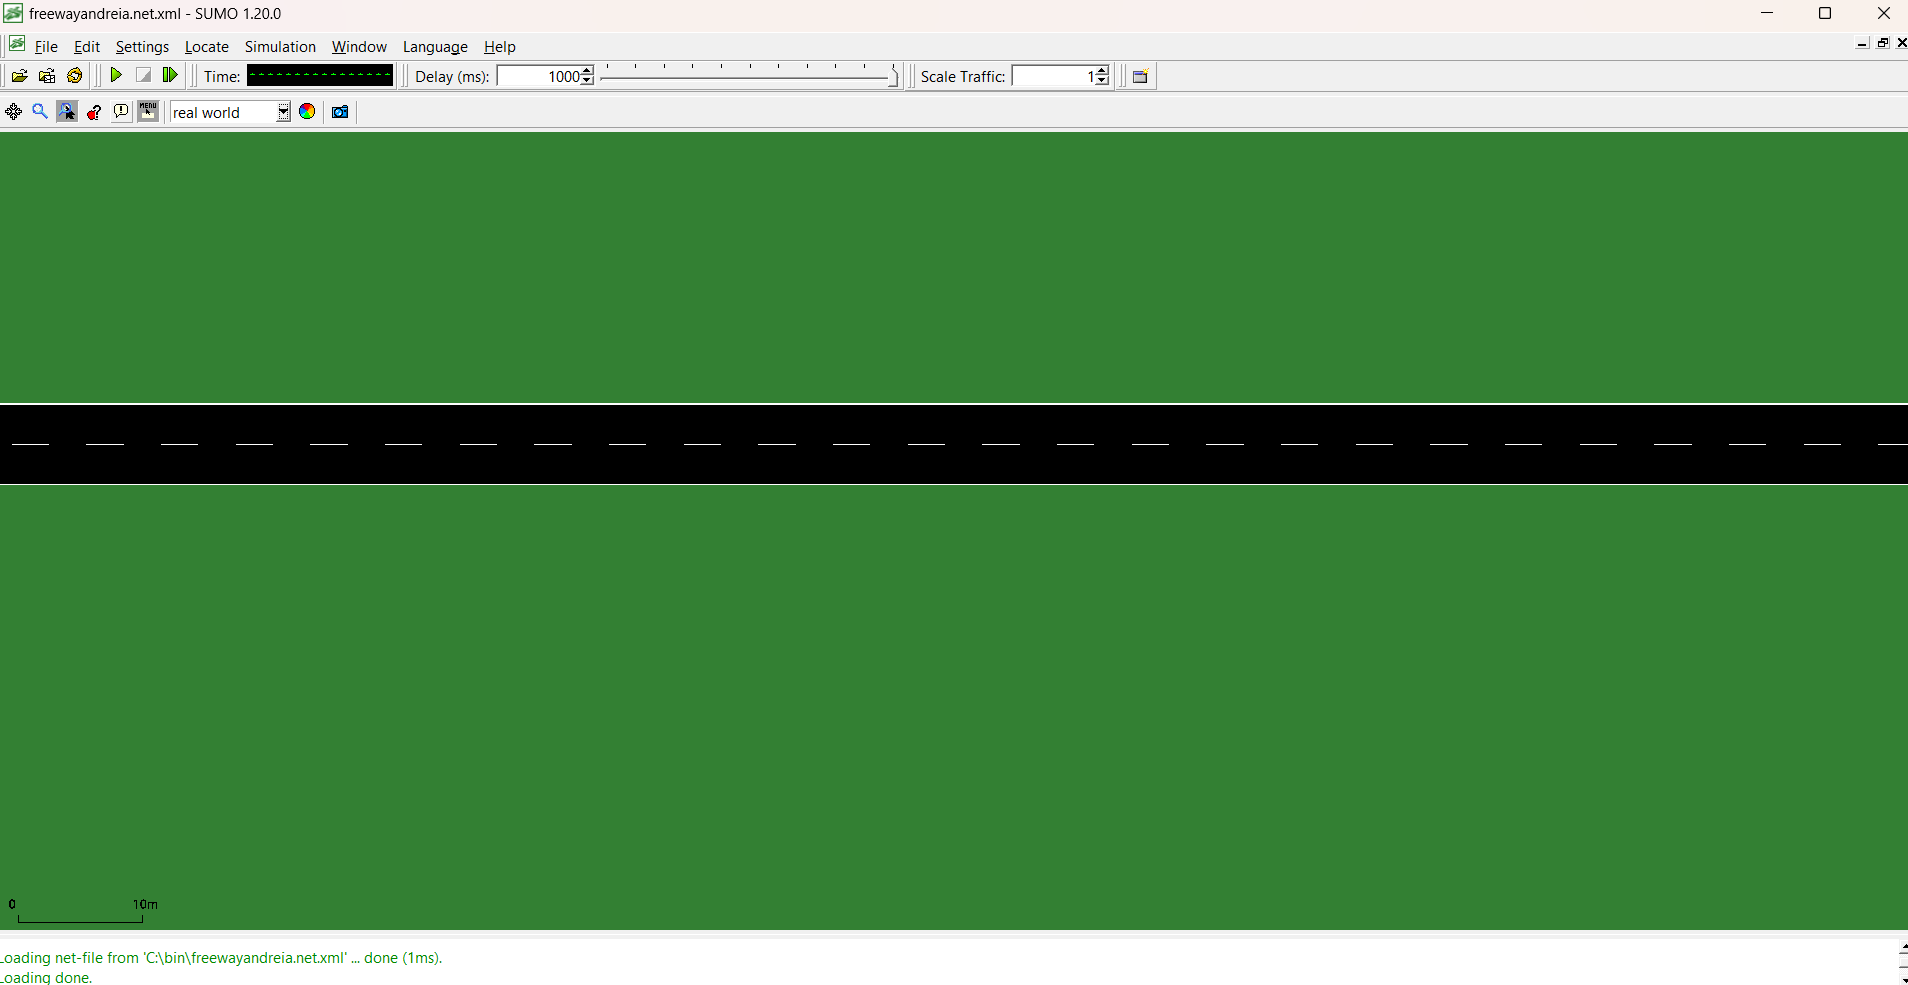 freewayandreia.net.xml - SUMO 1.20.0
File Edit Settings Locate Simulation Window Language Help
Time: Delay (ms): 1000 Scale Traffic: 1
MENU real world
0 10m
Loading net-file from 'C:\bin\freewayandreia.net.xml' ... done (1ms).
Loading done.